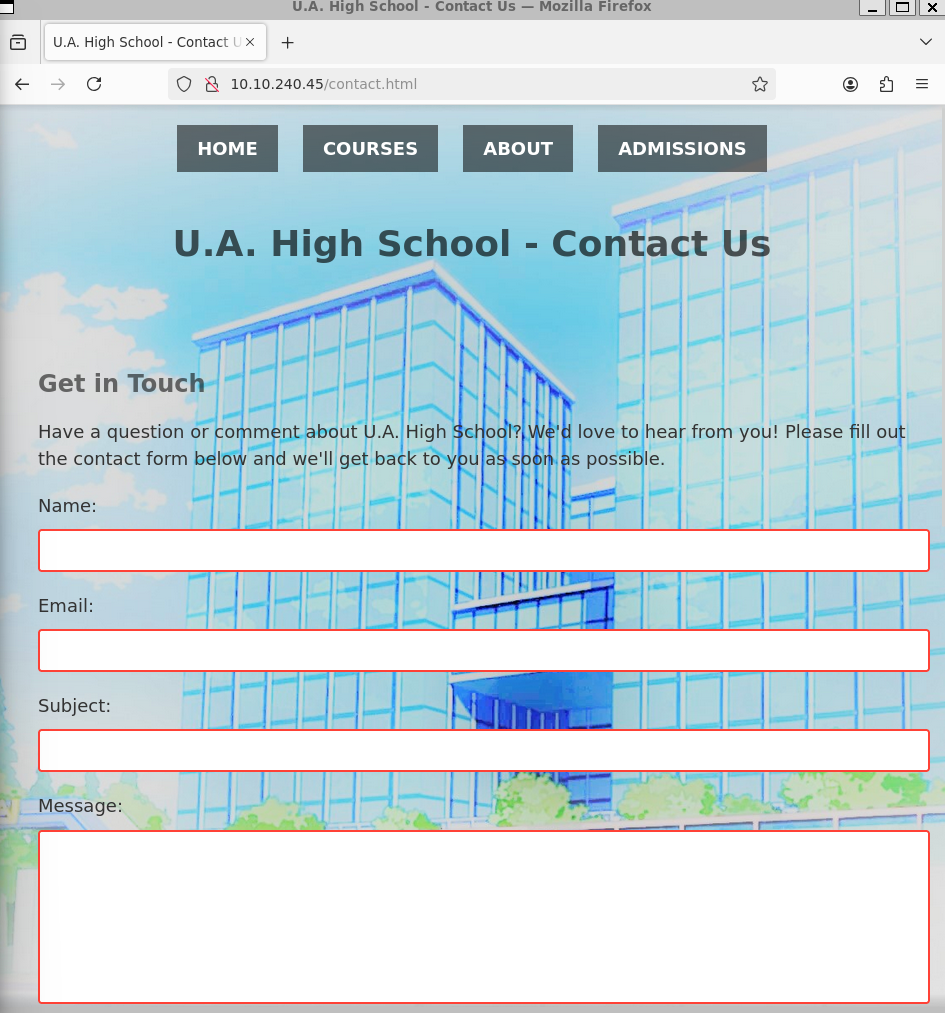 U.A. High School - Contact Us — Mozilla Firefox
U.A. High School - Contact U
10.10.240.45/contact.html
HOME COURSES ABOUT ADMISSIONS
U.A. High School - Contact Us
Get in Touch
Have a question or comment about U.A. High School? We'd love to hear from you! Please fill out
the contact form below and we'll get back to you as soon as possible.
Name:
Email:
Subject:
Message: